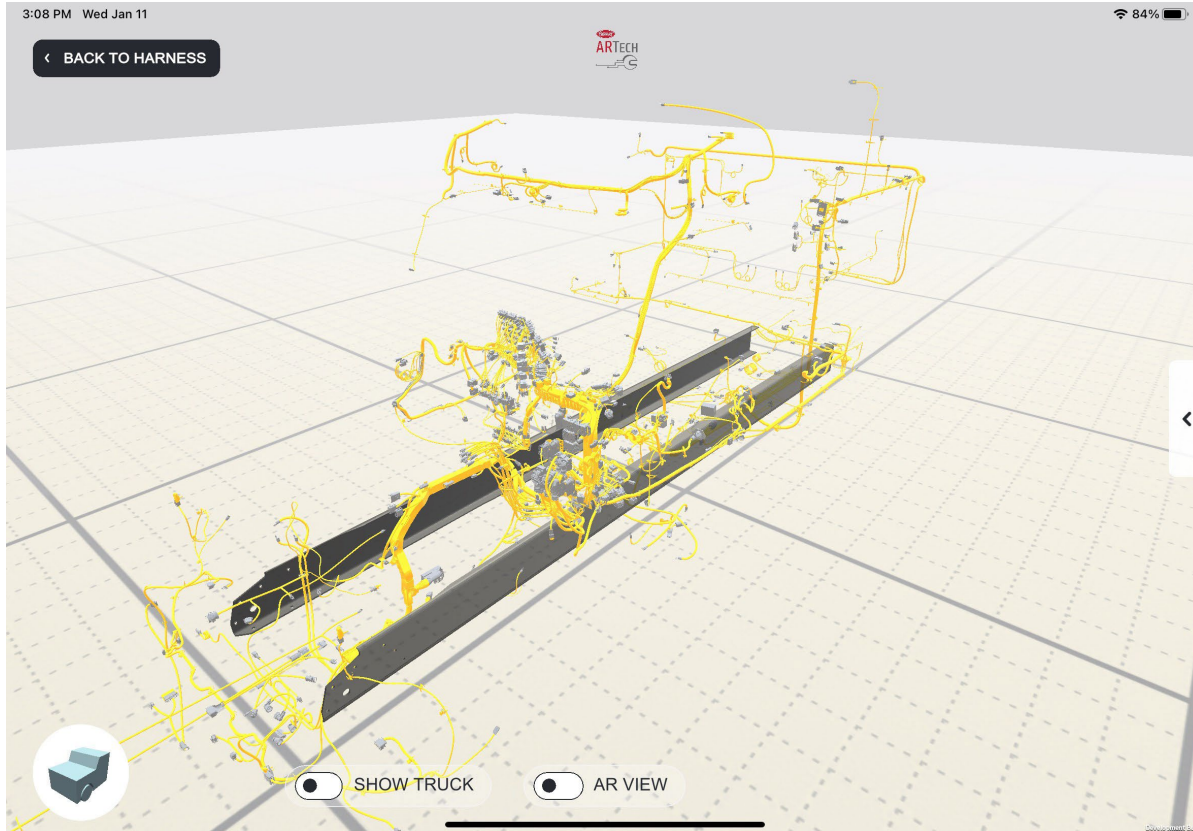 3:08 PM Wed Jan 11
84%
BACK TO HARNESS
ARTECH
SHOW TRUCK
AR VIEW